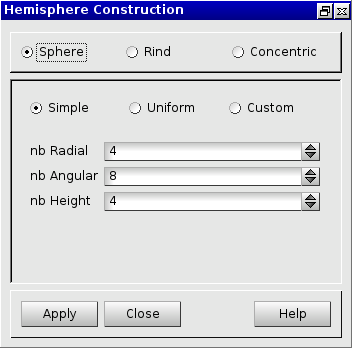 Hemisphere Construction
Sphere Rind Concentric
Simple Uniform Custom
nb Radial 4
nb Angular 8
nb Height 4
Apply Close Help